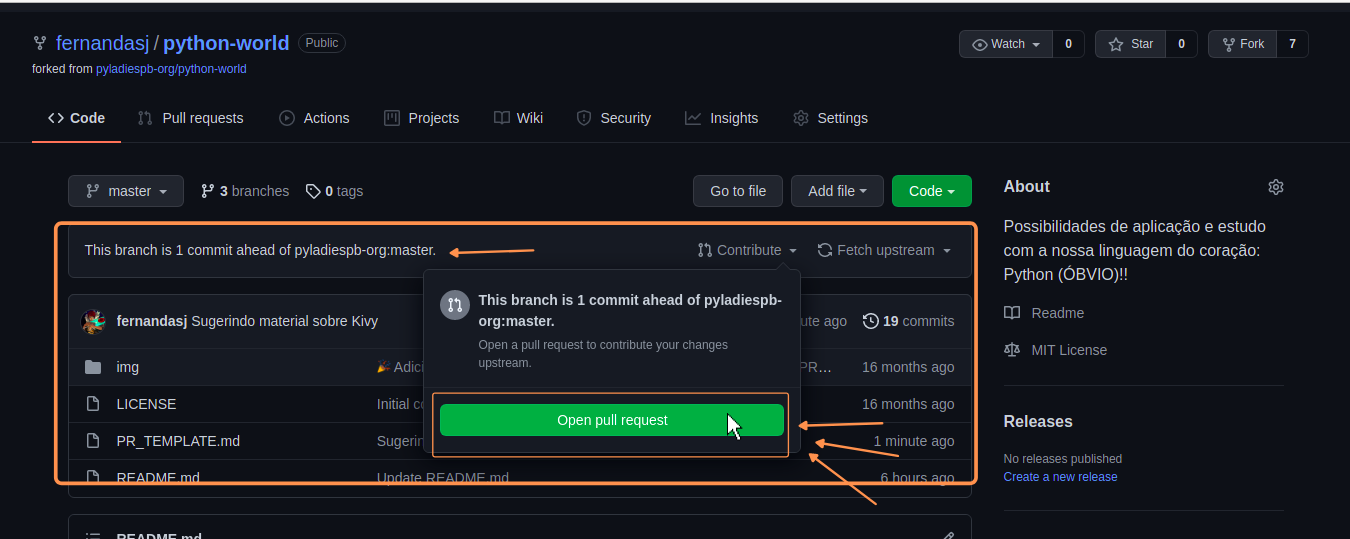 fernandasj / python-world Public
Watch 0 Star 0 Fork 7
forked from pyladiespb-org/python-world
Code Pull requests Actions Projects Wiki Security Insights Settings
master 3 branches 0 tags Go to file Add file Code
This branch is 1 commit ahead of pyladiespb-org:master. Contribute Fetch upstream
This branch is 1 commit ahead of pyladiespb-
org:master.
Open a pull request to contribute your changes
upstream.
Open pull request
fernandasj Sugerindo material sobre Kivy ute ago 19 commits
img Adici PR… 16 months ago
LICENSE Initial co 16 months ago
PR_TEMPLATE.md Sugerin 1 minute ago
README.md Update README.md 6 hours ago
README.md
About
Possibilidades de aplicação e estudo
com a nossa linguagem do coração:
Python (ÓBVIO)!!
Readme
MIT License
Releases
No releases published
Create a new release